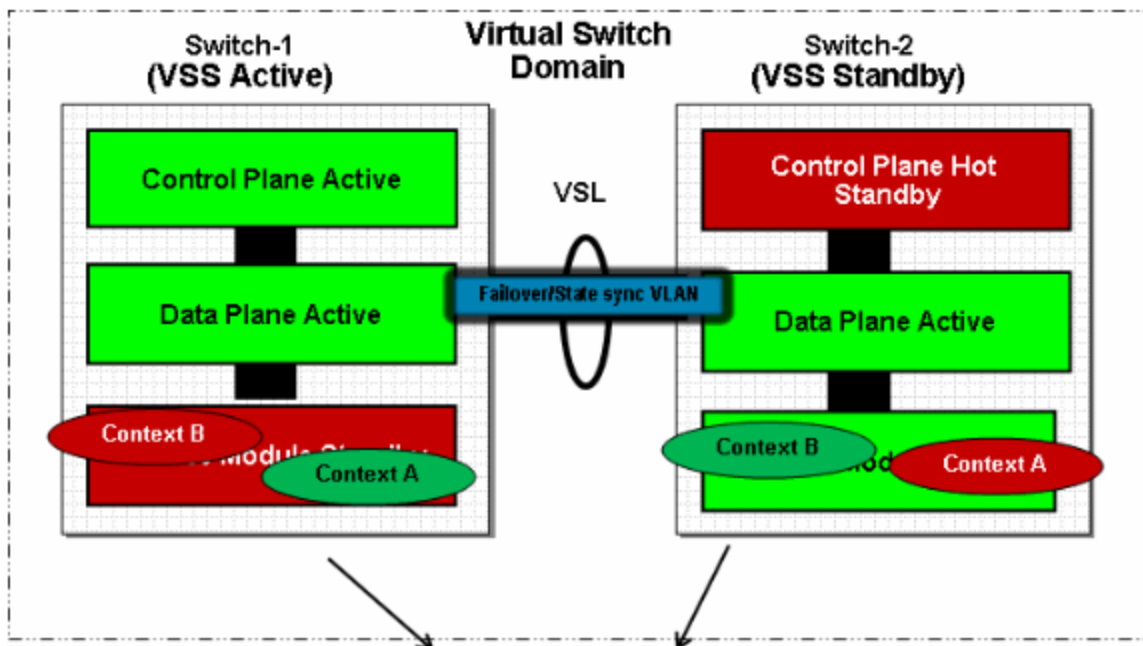 Switch-1
(VSS Active)
Virtual Switch
Domain
Switch-2
(VSS Standby)
Control Plane Active
Control Plane Hot
Standby
VSL
Data Plane Active
Failover/State sync VLAN
Data Plane Active
Context B
Module
Context A
Context B
Context A